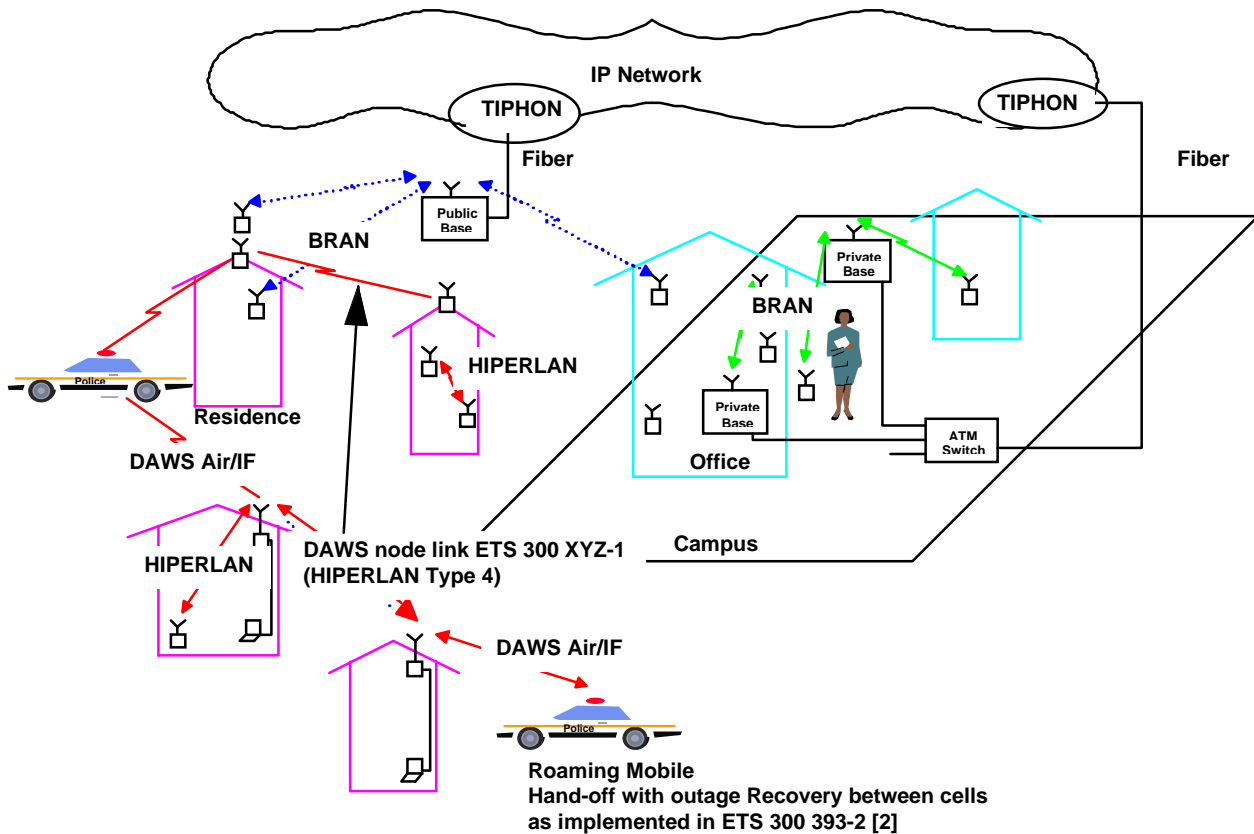 IP Network
TIPHON
TIPHON
Fiber
Fiber
Public
Base
BRAN
Private
Base
BRAN
HIPERLAN
Police
Residence
Private
Base
ATM
Switch
Office
DAWS Air/IF
DAWS node link ETS 300 XYZ-1
(HIPERLAN Type 4)
Campus
HIPERLAN
DAWS Air/IF
Police
Roaming Mobile
Hand-off with outage Recovery between cells
as implemented in ETS 300 393-2 [2]